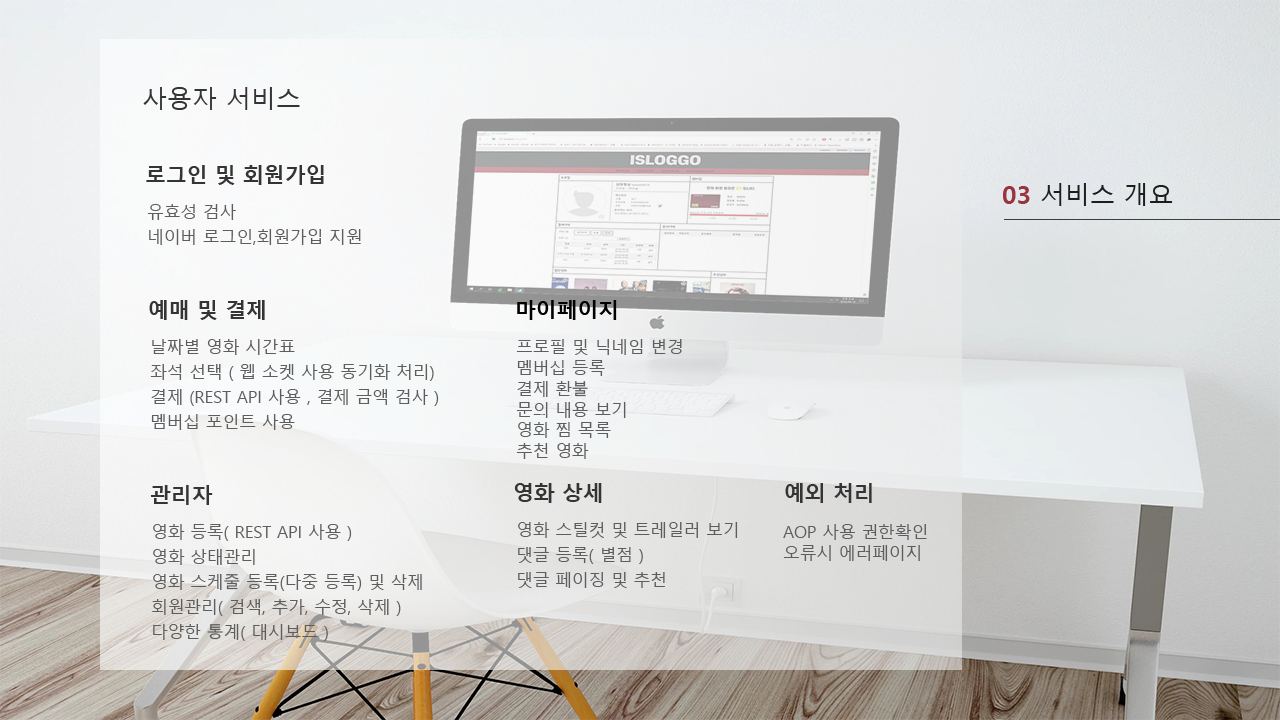 사용자 서비스
로그인 및 회원가입
유효성 검사
네이버 로그인,회원가입 지원
예매 및 결제
날짜별 영화 시간표
좌석 선택 ( 웹 소켓 사용 동기화 처리)
결제 (REST API 사용 , 결제 금액 검사 )
멤버십 포인트 사용
관리자
영화 등록( REST API 사용 )
영화 상태관리
영화 스케줄 등록(다중 등록) 및 삭제
회원관리( 검색, 추가, 수정, 삭제 )
다양한 통계( 대시보드 )
ISLOGGO
마이페이지
프로필 및 닉네임 변경
멤버십 등록
결제 환불
문의 내용 보기
영화 찜 목록
추천 영화
영화 상세
영화 스틸컷 및 트레일러 보기
댓글 등록( 별점 )
댓글 페이징 및 추천
예외 처리
AOP 사용 권한확인
오류시 에러페이지
03 서비스 개요